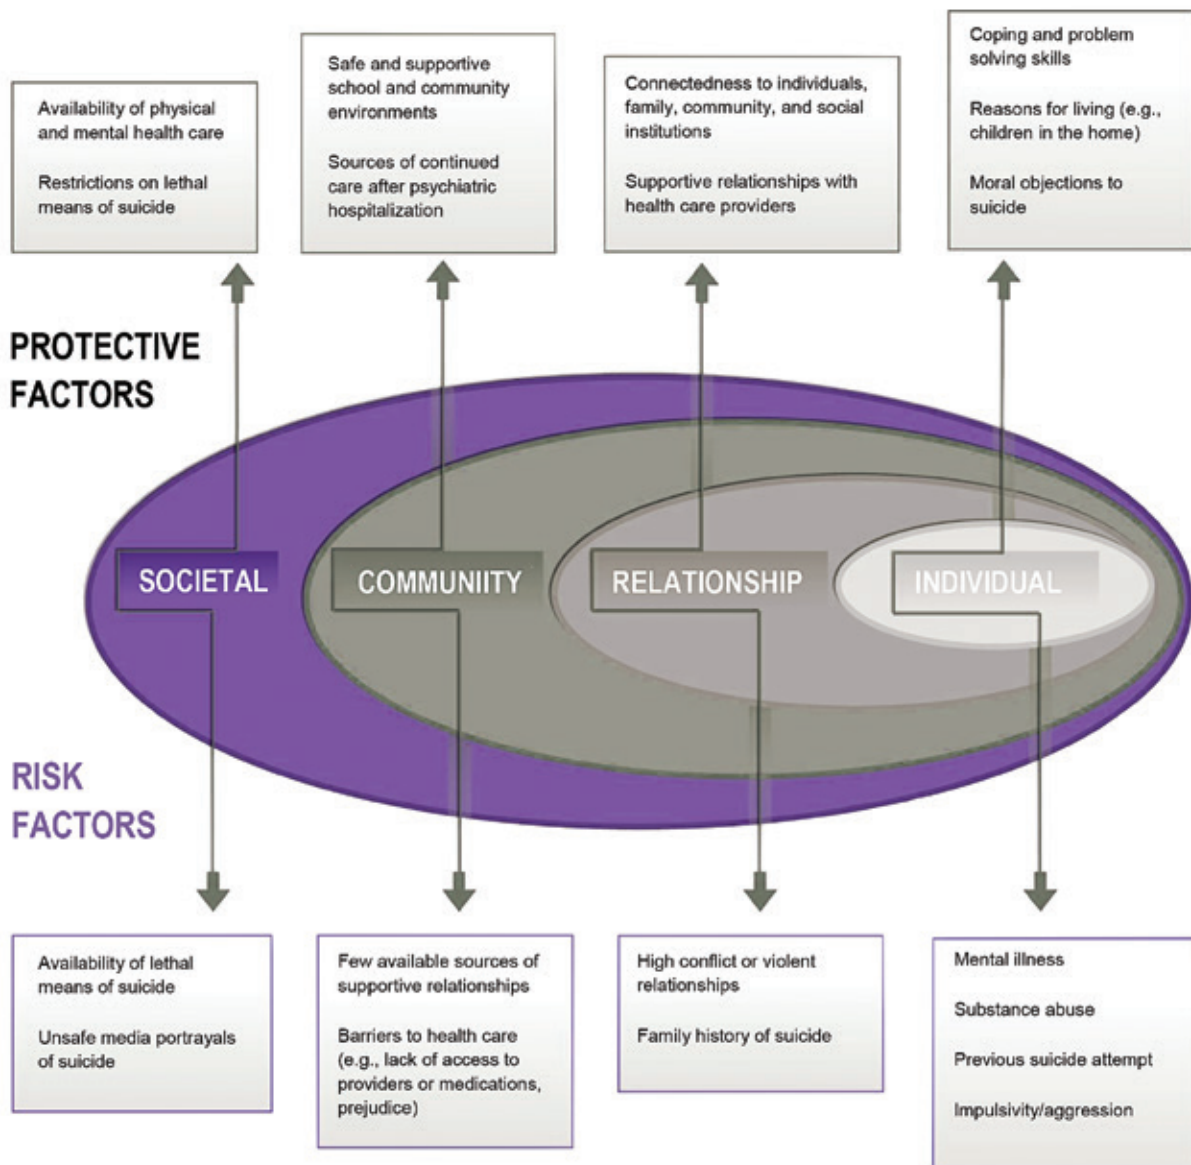 Availability of physical
and mental health care
Restrictions on lethal
means of suicide
Safe and supportive
school and community
environments
Sources of continued
care after psychiatric
hospitalization
Connectedness to individuals,
family, community, and social
institutions
Supportive relationships with
health care providers
Coping and problem
solving skills
Reasons for living (e.g.,
children in the home)
Moral objections to
suicide
PROTECTIVE
FACTORS
SOCIETAL
COMMUNIITY
RELATIONSHIP
INDIVIDUAL
RISK
FACTORS
Availability of lethal
means of suicide
Unsafe media portrayals
of suicide
Few available sources of
supportive relationships
Barriers to health care
(e.g., lack of access to
providers or medications,
prejudice)
High conflict or violent
relationships
Family history of suicide
Mental illness
Substance abuse
Previous suicide attempt
Impulsivity/aggression